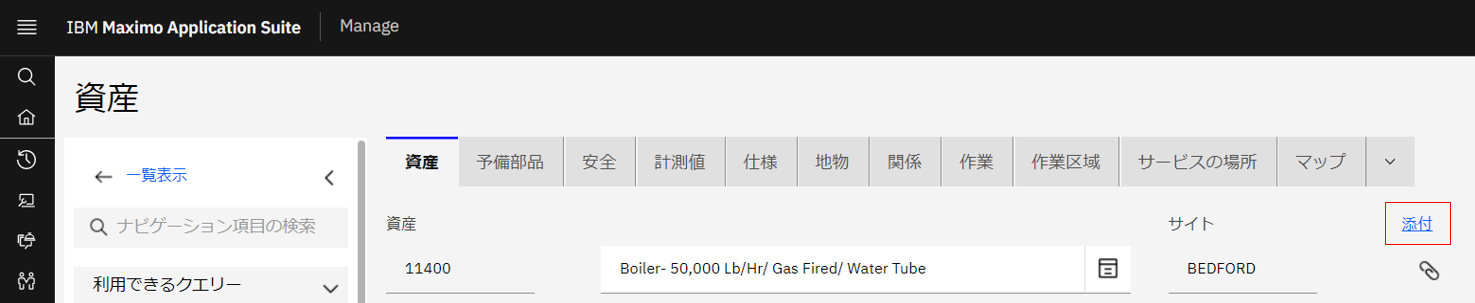 IBM Maximo Application Suite Manage
資産
一覧表示
ナビゲーション項目の検索
利用できるクエリー
資産 予備部品 安全 計測値 仕様 地物 関係 作業 作業区域 サービスの場所 マップ
資産 サイト 添付
11400 Boiler- 50,000 Lb/Hr/ Gas Fired/ Water Tube BEDFORD